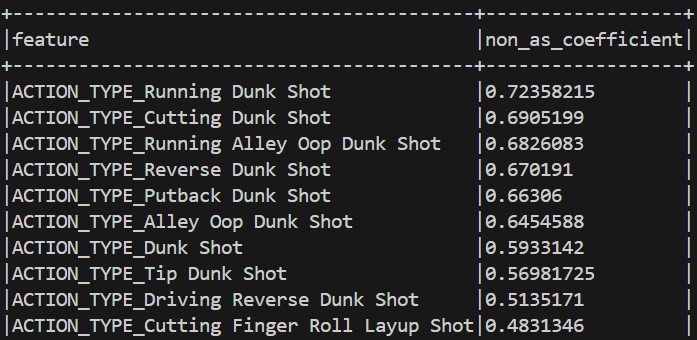 +------------------------------------------+------------------+
|feature                                   |non_as_coefficient|
+------------------------------------------+------------------+
|ACTION_TYPE_Running Dunk Shot             |0.72358215        |
|ACTION_TYPE_Cutting Dunk Shot             |0.6905199         |
|ACTION_TYPE_Running Alley Oop Dunk Shot   |0.6826083         |
|ACTION_TYPE_Reverse Dunk Shot             |0.670191          |
|ACTION_TYPE_Putback Dunk Shot             |0.66306           |
|ACTION_TYPE_Alley Oop Dunk Shot           |0.6454588         |
|ACTION_TYPE_Dunk Shot                     |0.5933142         |
|ACTION_TYPE_Tip Dunk Shot                 |0.56981725        |
|ACTION_TYPE_Driving Reverse Dunk Shot     |0.5135171         |
|ACTION_TYPE_Cutting Finger Roll Layup Shot|0.4831346         |